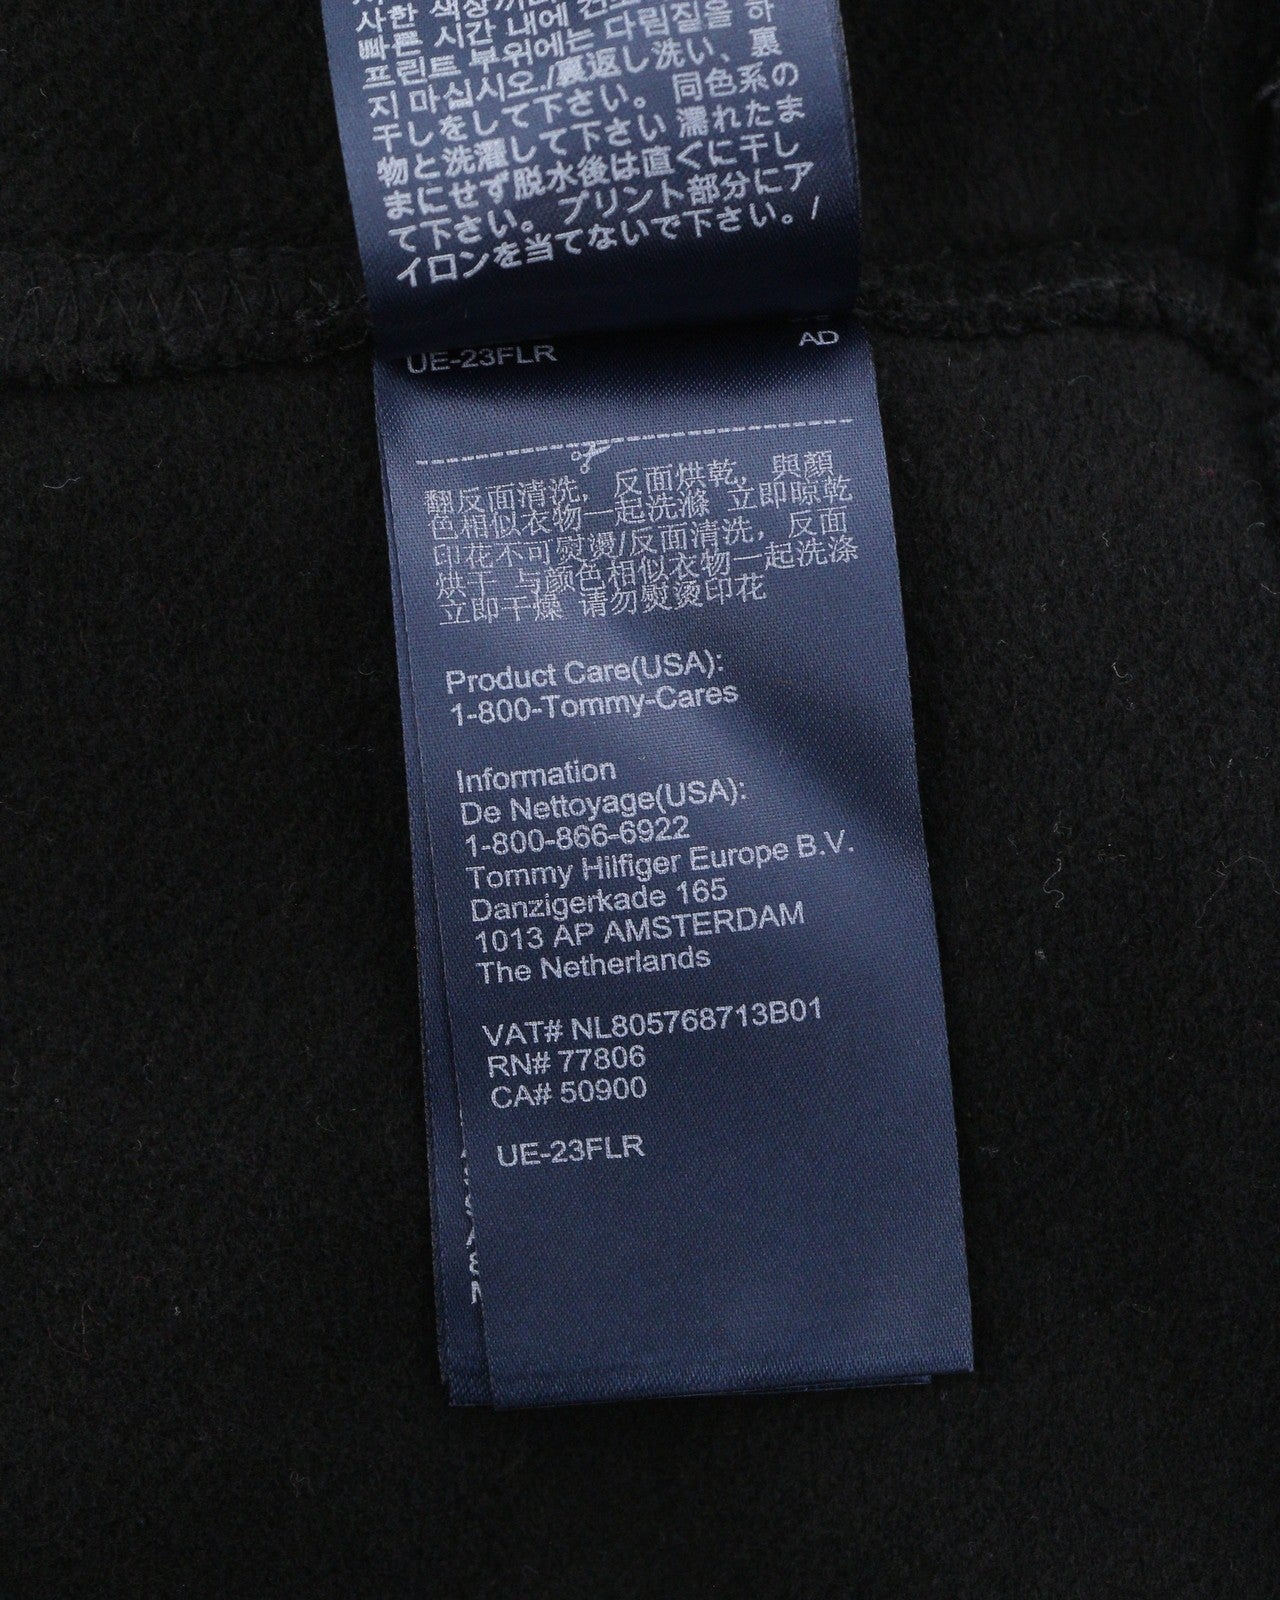 사한 색상끼리
빠른 시간 내에 건조
프린트 부위에는 다림질을 하
지 마십시오./裏返し洗い、裏
干しをして下さい。 同色系の
物と洗濯して下さい 濡れたま
まにせず脱水後は直ぐに干し
て下さい。 プリント部分にア
イロンを当てないで下さい。/
AD
UE-23FLR
翻反面清洗, 反面烘乾, 與顏
色相似衣物一起洗滌 立即晾乾
印花不可熨燙/反面清洗, 反面
烘干 与颜色相似衣物一起洗涤
立即干燥 请勿熨烫印花
Product Care(USA):
1-800-Tommy-Cares
Information
De Nettoyage(USA):
1-800-866-6922
Tommy Hilfiger Europe B.V.
Danzigerkade 165
1013 AP AMSTERDAM
The Netherlands
VAT# NL805768713B01
RN# 77806
CA# 50900
UE-23FLR